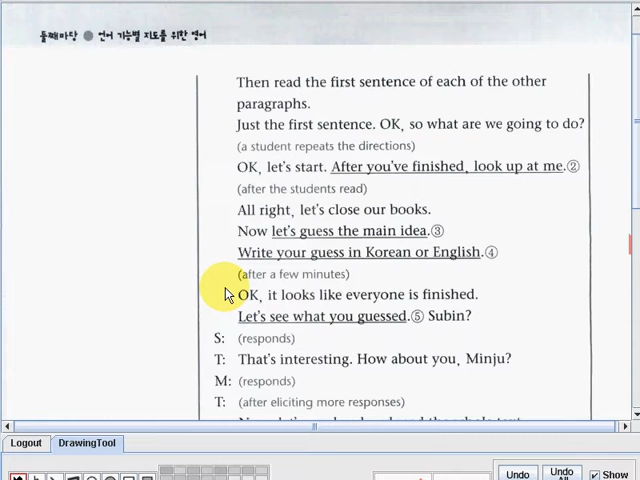 둘째마당 ● 언어 기능별 지도를 위한 영어
Then read the first sentence of each of the other
paragraphs.
Just the first sentence. OK, so what are we going to do?
(a student repeats the directions)
OK, let's start. After you've finished, look up at me.②
(after the students read)
All right, let's close our books.
Now let's guess the main idea.③
Write your guess in Korean or English.④
(after a few minutes)
OK, it looks like everyone is finished.
Let's see what you guessed.⑤ Subin?
S: (responds)
T: That's interesting. How about you, Minju?
M: (responds)
T: (after eliciting more responses)
Logout DrawingTool
Undo Undo All Show